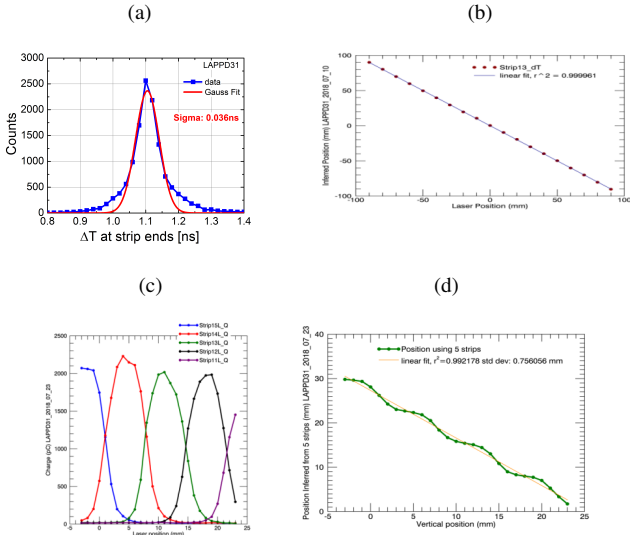 (a)
(b)
LAPPD31
data
Gauss Fit
Sigma: 0.036ns
Counts
3000
2500
2000
1500
1000
500
0
0.8 0.9 1.0 1.1 1.2 1.3 1.4
ΔT at strip ends [ns]
Strip13_dT
linear fit, r^2 = 0.999961
Inferred Position (mm) LAPPD31_2018_07_10
100
50
0
-50
-100
-100 -50 0 50 100
Laser Position (mm)
(c)
(d)
Strip15L_Q
Strip14L_Q
Strip13L_Q
Strip12L_Q
Strip11L_Q
Charge (pC) LAPPD31_2018_07_23
2500
2000
1500
1000
500
0
-5 0 5 10 15 20 25
Laser position (mm)
Position using 5 strips
linear fit, r²=0.992178 std dev: 0.756056 mm
Position Inferred from 5 strips (mm) LAPPD31_2018_07_23
40
30
20
10
0
-5 0 5 10 15 20 25
Vertical position (mm)